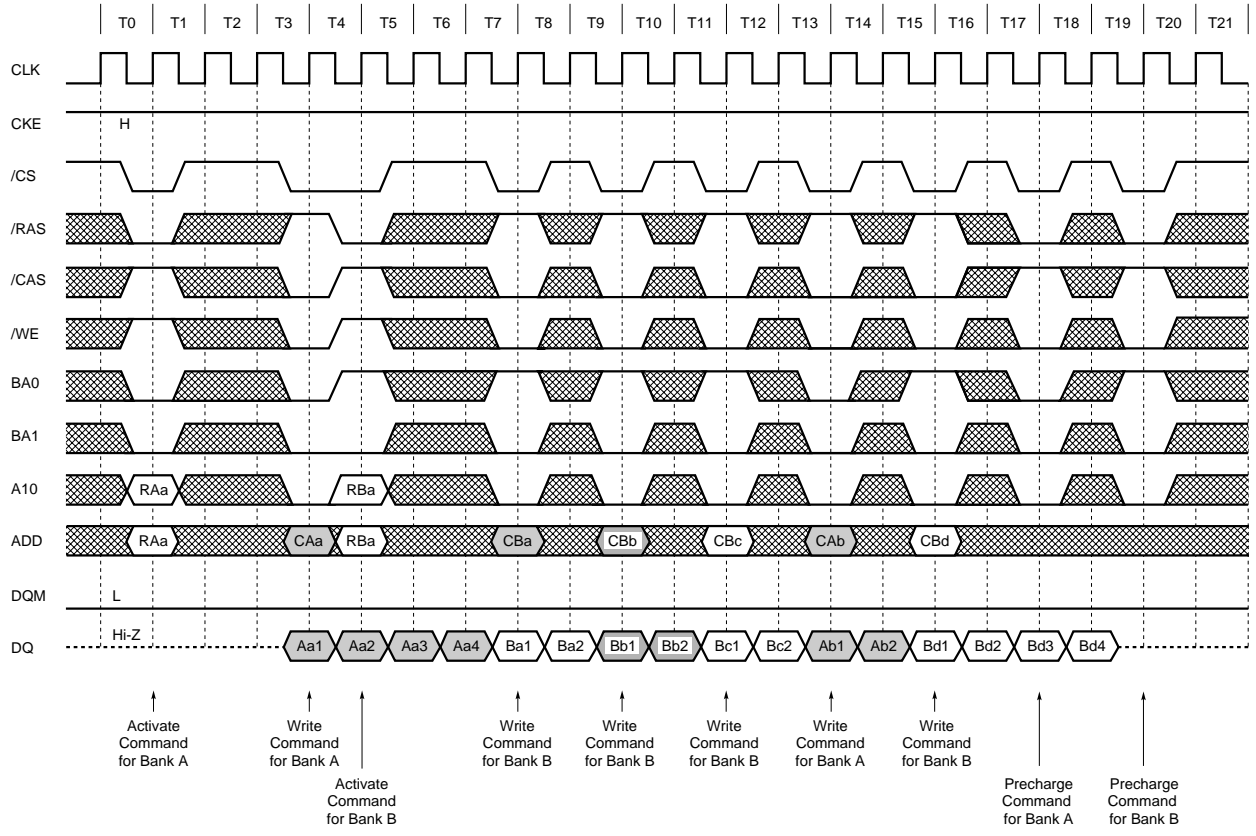 T0 T1 T2 T3 T4 T5 T6 T7 T8 T9 T10 T11 T12 T13 T14 T15 T16 T17 T18 T19 T20 T21
CLK
CKE H
/CS
/RAS
/CAS
/WE
BA0
BA1
A10 RAa RBa
ADD RAa CAa RBa CBa CBb CBc CAb CBd
DQM L
DQ Hi-Z Aa1 Aa2 Aa3 Aa4 Ba1 Ba2 Bb1 Bb2 Bc1 Bc2 Ab1 Ab2 Bd1 Bd2 Bd3 Bd4
Activate
Command
for Bank A
Write
Command
for Bank A
Activate
Command
for Bank B
Write
Command
for Bank B
Write
Command
for Bank B
Write
Command
for Bank B
Write
Command
for Bank A
Write
Command
for Bank B
Precharge
Command
for Bank A
Precharge
Command
for Bank B